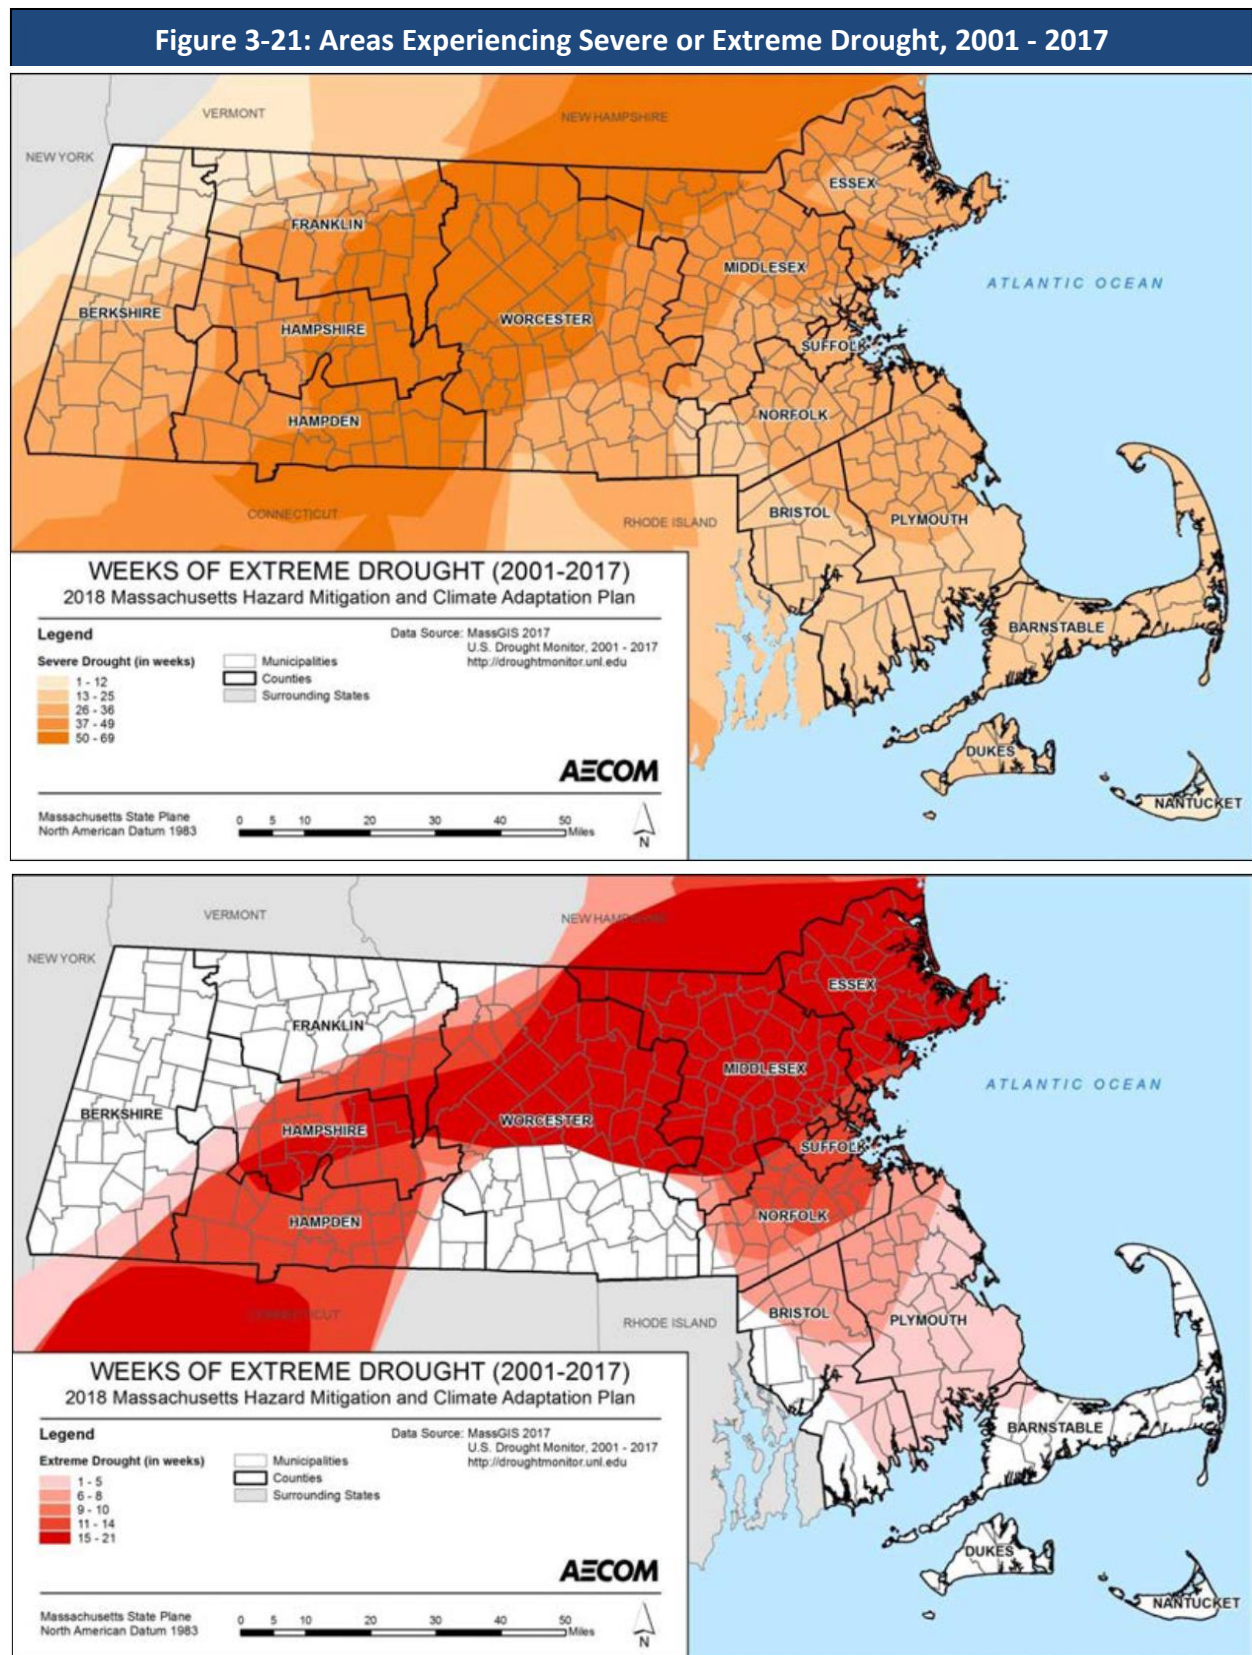 Figure 3-21: Areas Experiencing Severe or Extreme Drought, 2001 - 2017
VERMONT
NEW HAMPSHIRE
NEW YORK
ESSEX
FRANKLIN
MIDDLESEX
ATLANTIC OCEAN
BERKSHIRE
HAMPSHIRE
WORCESTER
SUFFOLK
HAMPDEN
NORFOLK
CONNECTICUT
RHODE ISLAND
BRISTOL
PLYMOUTH
BARNSTABLE
DUKES
NANTUCKET
WEEKS OF EXTREME DROUGHT (2001-2017)
2018 Massachusetts Hazard Mitigation and Climate Adaptation Plan
Legend
Severe Drought (in weeks)
1 - 12
13 - 25
26 - 36
37 - 49
50 - 69
Municipalities
Counties
Surrounding States
Data Source: MassGIS 2017
U.S. Drought Monitor, 2001 - 2017
http://droughtmonitor.unl.edu
AECOM
Massachusetts State Plane
North American Datum 1983
0 5 10 20 30 40 50
Miles
N
VERMONT
NEW HAMPSHIRE
NEW YORK
ESSEX
FRANKLIN
MIDDLESEX
ATLANTIC OCEAN
BERKSHIRE
HAMPSHIRE
WORCESTER
SUFFOLK
HAMPDEN
NORFOLK
CONNECTICUT
RHODE ISLAND
BRISTOL
PLYMOUTH
BARNSTABLE
DUKES
NANTUCKET
WEEKS OF EXTREME DROUGHT (2001-2017)
2018 Massachusetts Hazard Mitigation and Climate Adaptation Plan
Legend
Extreme Drought (in weeks)
1 - 5
6 - 8
9 - 10
11 - 14
15 - 21
Municipalities
Counties
Surrounding States
Data Source: MassGIS 2017
U.S. Drought Monitor, 2001 - 2017
http://droughtmonitor.unl.edu
AECOM
Massachusetts State Plane
North American Datum 1983
0 5 10 20 30 40 50
Miles
N